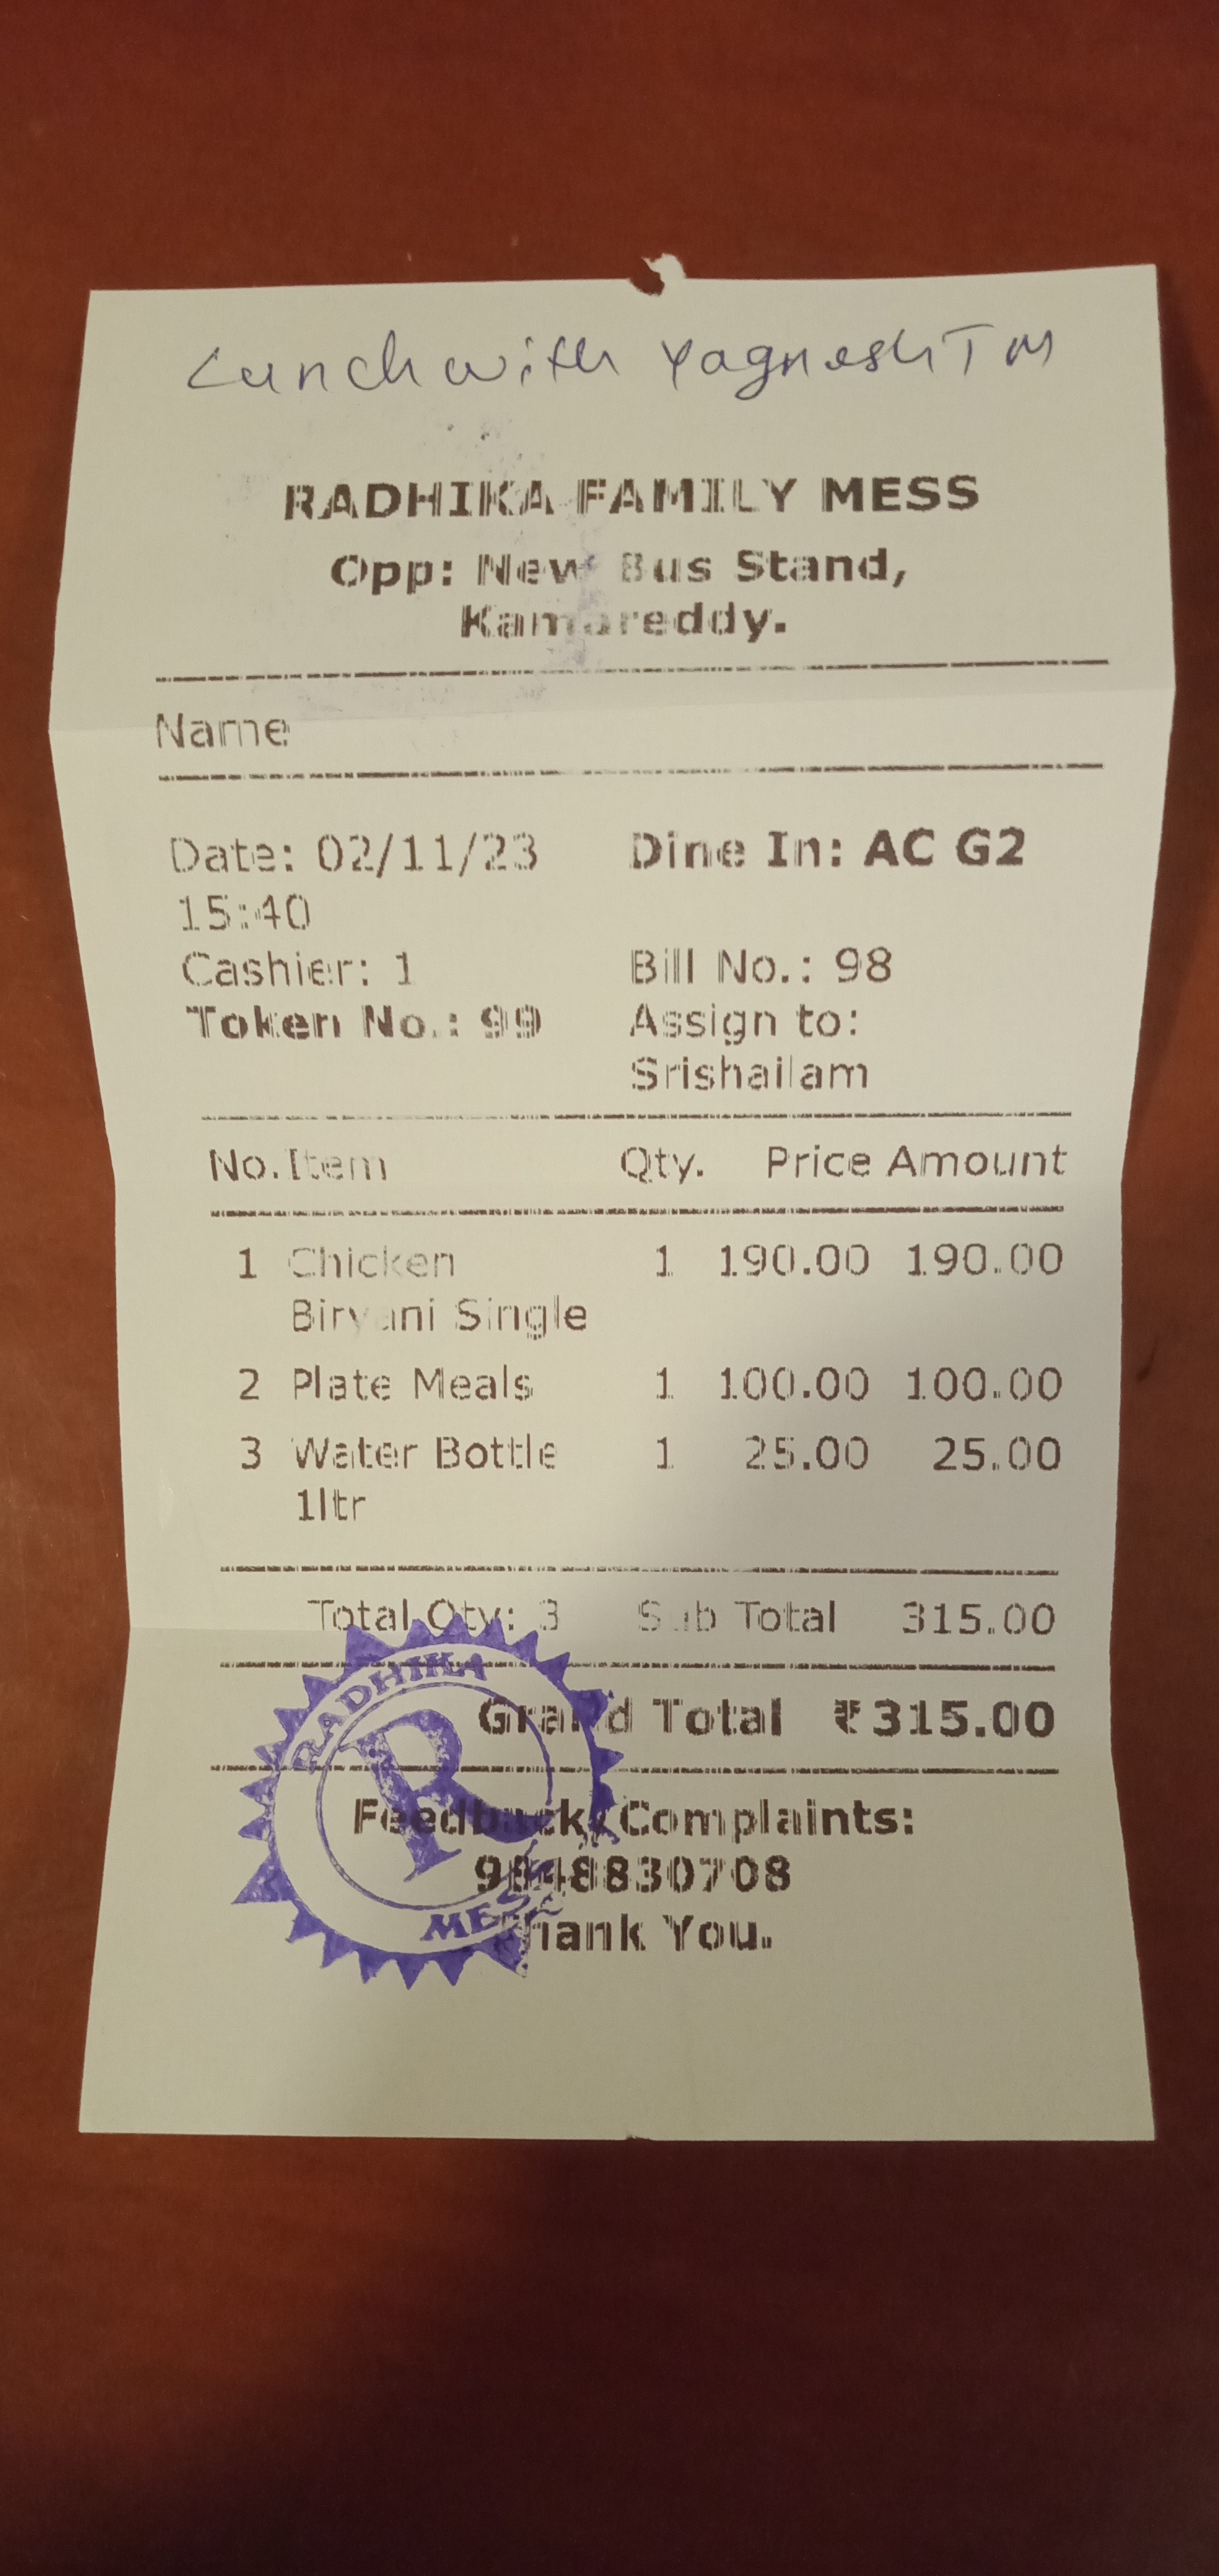 Lunch with Yagnesh TM
RADHIKA FAMILY MESS
Opp: New Bus Stand,
Kamareddy.
Name
Date: 02/11/23 Dine In: AC G2
15:40
Cashier: 1 Bill No.: 98
Token No.: 99 Assign to:
Srishailam
No. Item Qty. Price Amount
1 Chicken 1 190.00 190.00
Biryani Single
2 Plate Meals 1 100.00 100.00
3 Water Bottle 1 25.00 25.00
1ltr
Total Qty: 3 Sub Total 315.00
Grand Total ₹315.00
Feedback/Complaints:
9848830708
Thank You.
RADHIKA
R
MESS